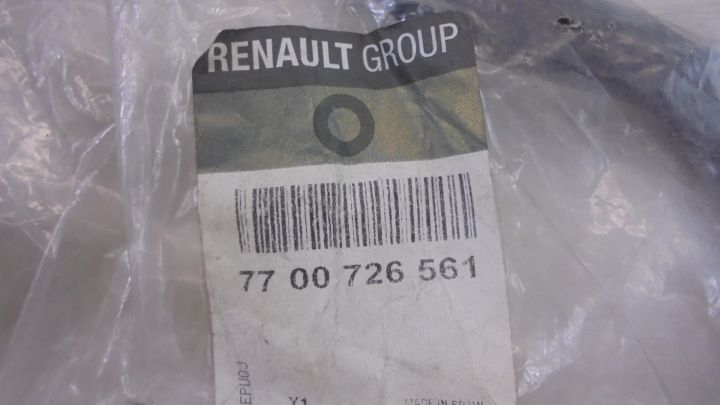 RENAULT GROUP
77 00 726 561
X1
MADE IN SPAIN